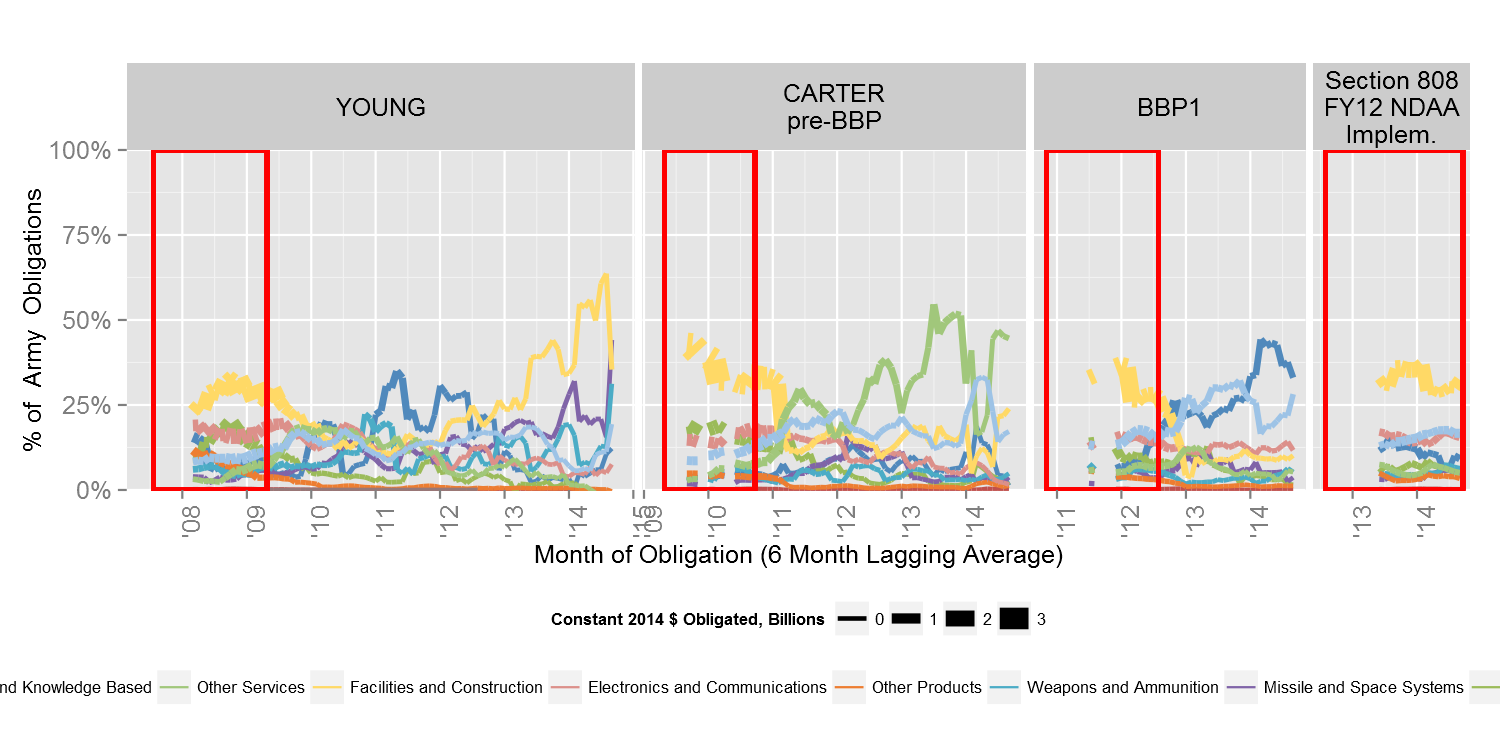 YOUNG
CARTER
pre-BBP
BBP1
Section 808
FY12 NDAA
Implem.
100%
75%
50%
25%
0%
% of Army Obligations
'08
'09
'10
'11
'12
'13
'14
'15
'09
'10
'11
'12
'13
'14
'11
'12
'13
'14
'13
'14
Month of Obligation (6 Month Lagging Average)
Constant 2014 $ Obligated, Billions 0 1 2 3
nd Knowledge Based Other Services Facilities and Construction Electronics and Communications Other Products Weapons and Ammunition Missile and Space Systems